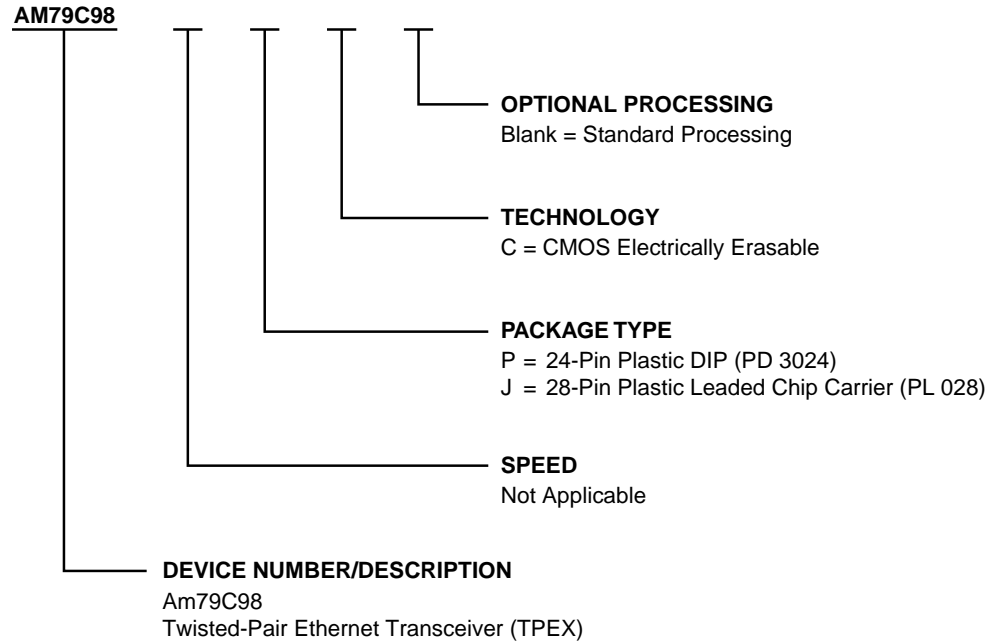 AM79C98
OPTIONAL PROCESSING
Blank = Standard Processing
TECHNOLOGY
C = CMOS Electrically Erasable
PACKAGE TYPE
P = 24-Pin Plastic DIP (PD 3024)
J = 28-Pin Plastic Leaded Chip Carrier (PL 028)
SPEED
Not Applicable
DEVICE NUMBER/DESCRIPTION
Am79C98
Twisted-Pair Ethernet Transceiver (TPEX)